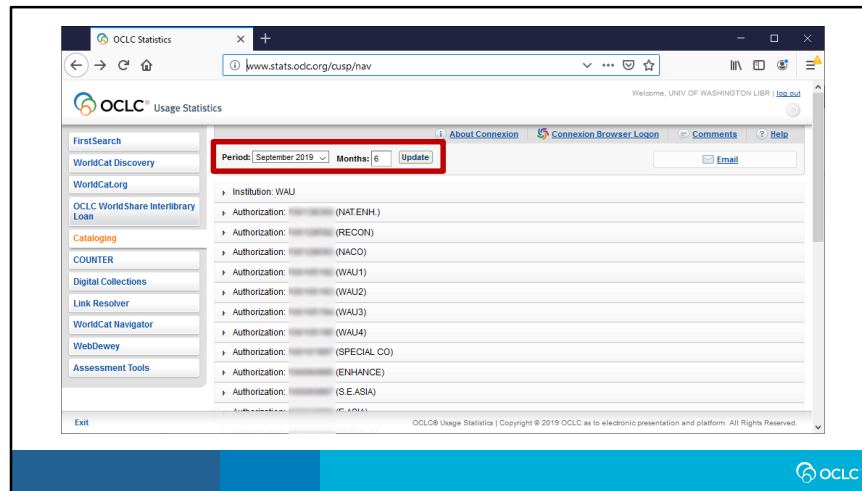 OCLC Statistics
www.stats.oclc.org/cusp/nav
Welcome, UNIV OF WASHINGTON LIBR | log out
OCLC® Usage Statistics
About Connexion Connexion Browser Logon Comments Help
Period: September 2019 Months: 6 Update
Email
FirstSearch
WorldCat Discovery
WorldCat.org
OCLC WorldShare Interlibrary
Loan
Cataloging
COUNTER
Digital Collections
Link Resolver
WorldCat Navigator
WebDewey
Assessment Tools
Institution: WAU
Authorization: (NAT.ENH.)
Authorization: (RECON)
Authorization: (NACO)
Authorization: (WAU1)
Authorization: (WAU2)
Authorization: (WAU3)
Authorization: (WAU4)
Authorization: (SPECIAL CO)
Authorization: (ENHANCE)
Authorization: (S.E.ASIA)
Exit
OCLC® Usage Statistics | Copyright © 2019 OCLC as to electronic presentation and platform. All Rights Reserved.
OCLC